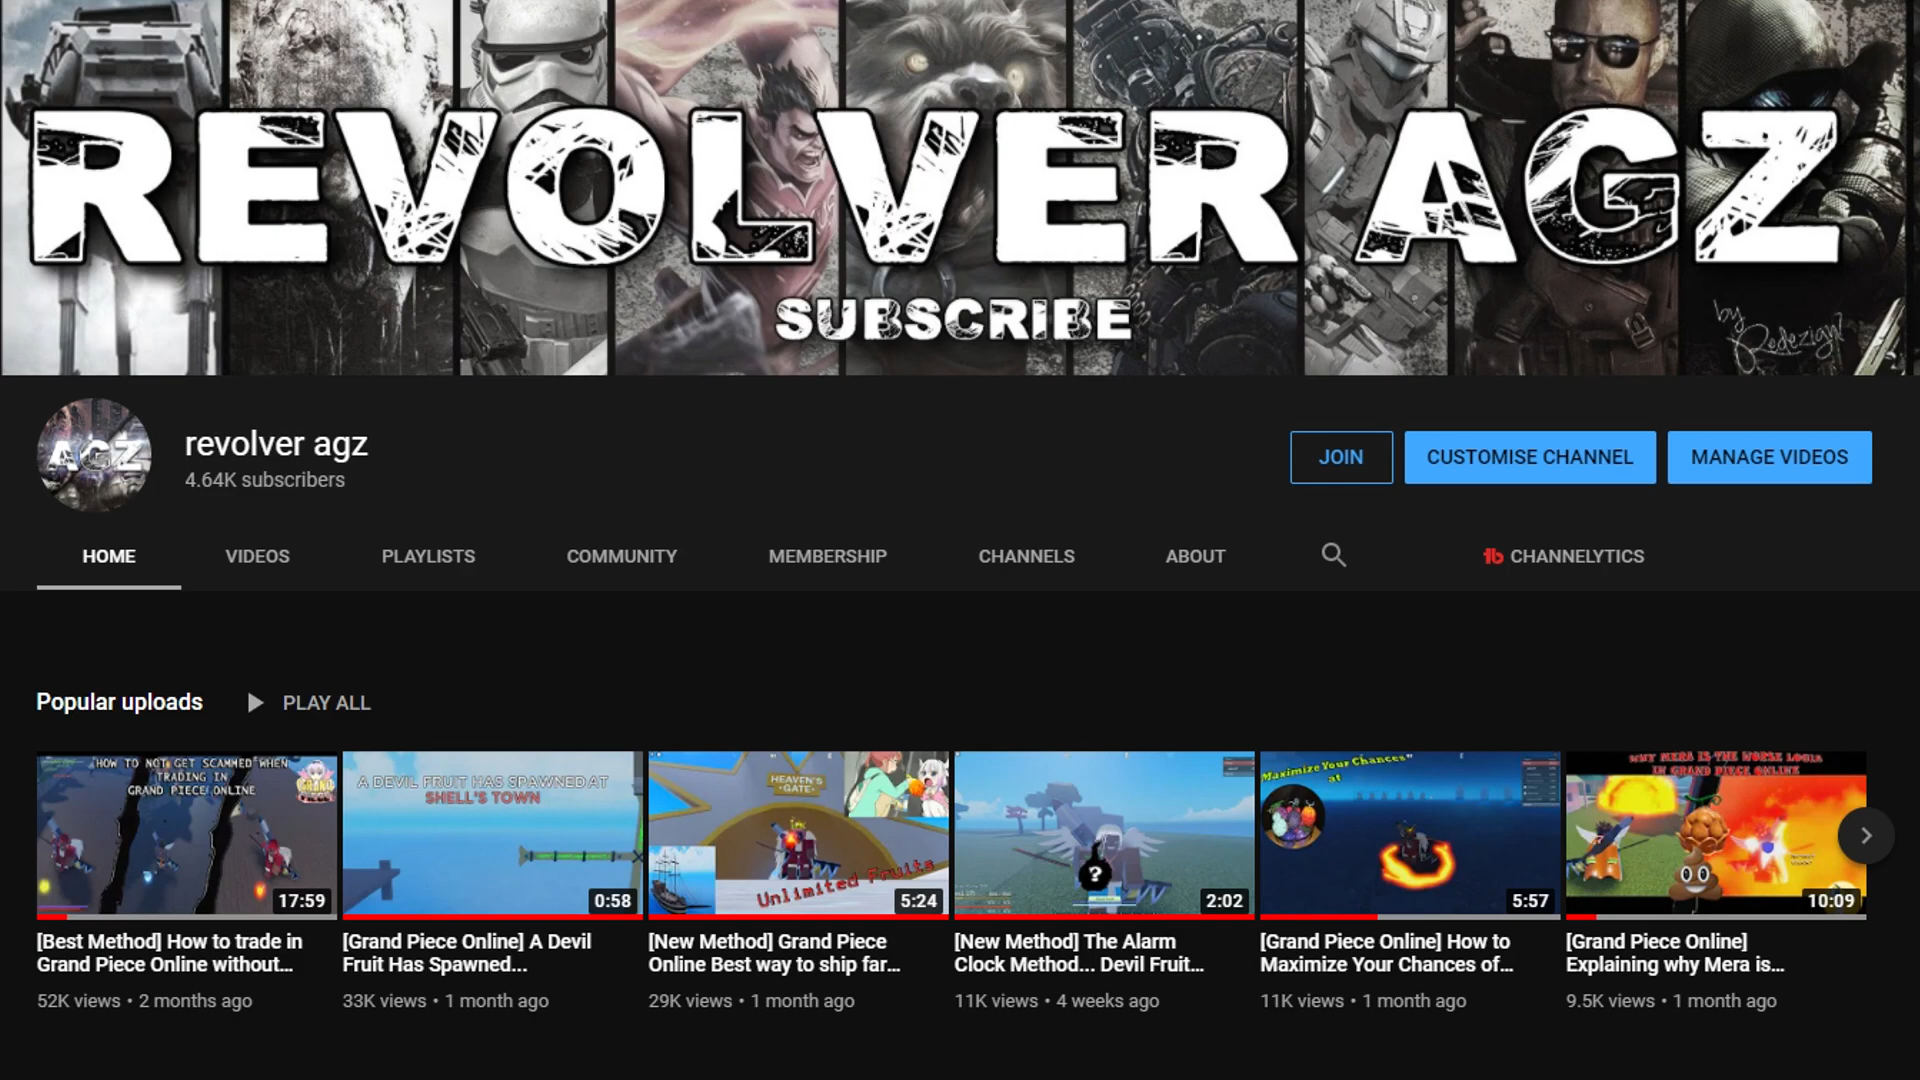 REVOLVER AGZ
SUBSCRIBE
by Redezign7
AGZ
revolver agz
4.64K subscribers
JOIN
CUSTOMISE CHANNEL
MANAGE VIDEOS
HOME
VIDEOS
PLAYLISTS
COMMUNITY
MEMBERSHIP
CHANNELS
ABOUT
CHANNELYTICS
Popular uploads
PLAY ALL
HOW TO NOT GET SCAMMED WHEN
TRADING IN
GRAND PIECE ONLINE
17:59
A DEVIL FRUIT HAS SPAWNED AT
SHELL'S TOWN
0:58
HEAVEN'S
GATE
Unlimited Fruits
5:24
?
2:02
Maximize Your Chances"
at
5:57
WHY MERA IS THE WORSE LOGIA
IN GRAND PIECE ONLINE
10:09
[Best Method] How to trade in
Grand Piece Online without...
52K views • 2 months ago
[Grand Piece Online] A Devil
Fruit Has Spawned...
33K views • 1 month ago
[New Method] Grand Piece
Online Best way to ship far...
29K views • 1 month ago
[New Method] The Alarm
Clock Method... Devil Fruit...
11K views • 4 weeks ago
[Grand Piece Online] How to
Maximize Your Chances of...
11K views • 1 month ago
[Grand Piece Online]
Explaining why Mera is...
9.5K views • 1 month ago